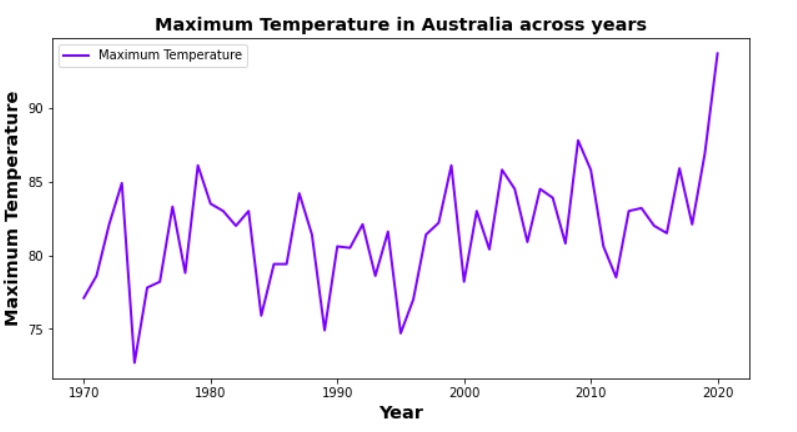 Maximum Temperature in Australia across years
Maximum Temperature
Maximum Temperature
90
85
80
75
1970 1980 1990 2000 2010 2020
Year